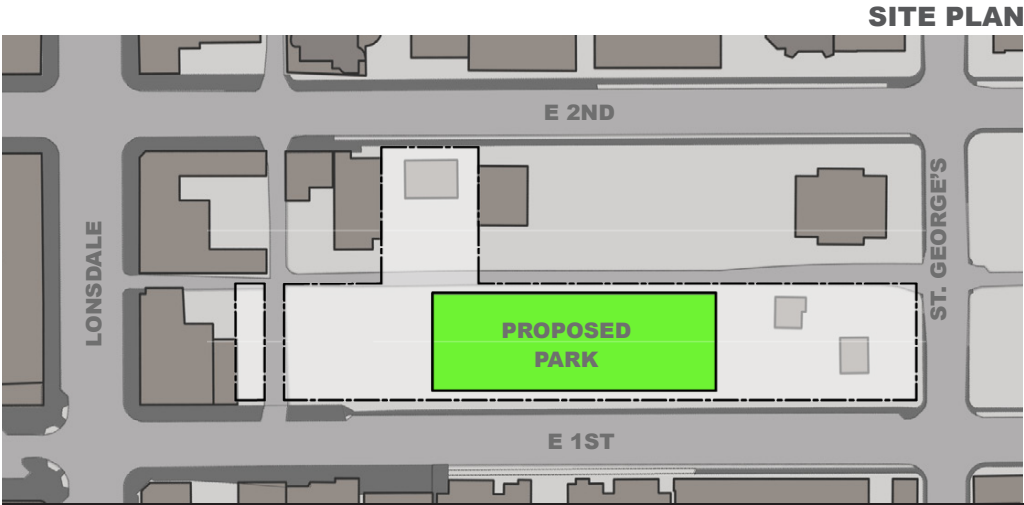 SITE PLAN
E 2ND
LONSDALE
ST. GEORGE'S
PROPOSED
PARK
E 1ST